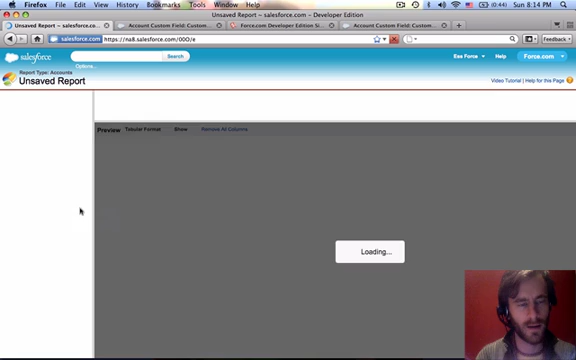 Firefox File Edit View History Bookmarks Tools Window Help (0:44) Sun 8:14 PM
Unsaved Report ~ salesforce.com ~ Developer Edition
Unsaved Report ~ salesforce.com... Account Custom Field: Custom... Force.com Developer Edition Si... Account Custom Field: Custom...
salesforce.com https://na8.salesforce.com/00O/e Feedback
salesforce Search Help Force.com
Options...
Report Type: Accounts
Unsaved Report Video Tutorial | Help for this Page
Preview Tabular Format Show Remove All Columns
Loading...